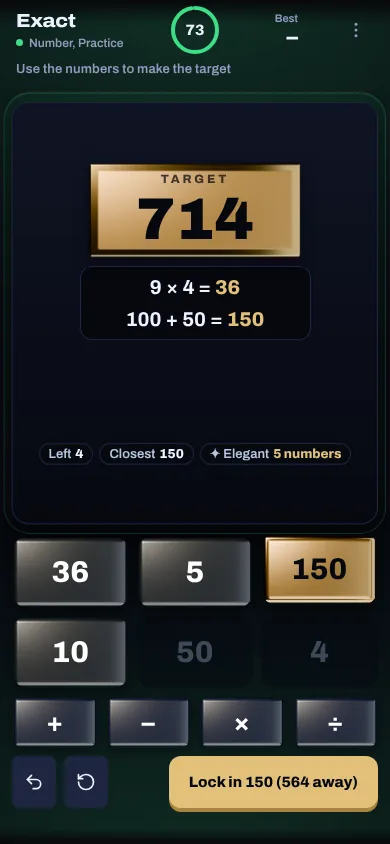 Exact
73
Best
–
Number, Practice
Use the numbers to make the target
TARGET
714
9 × 4 = 36
100 + 50 = 150
Left 4
Closest 150
✦ Elegant 5 numbers
36
5
150
10
50
4
+
−
×
÷
Lock in 150 (564 away)